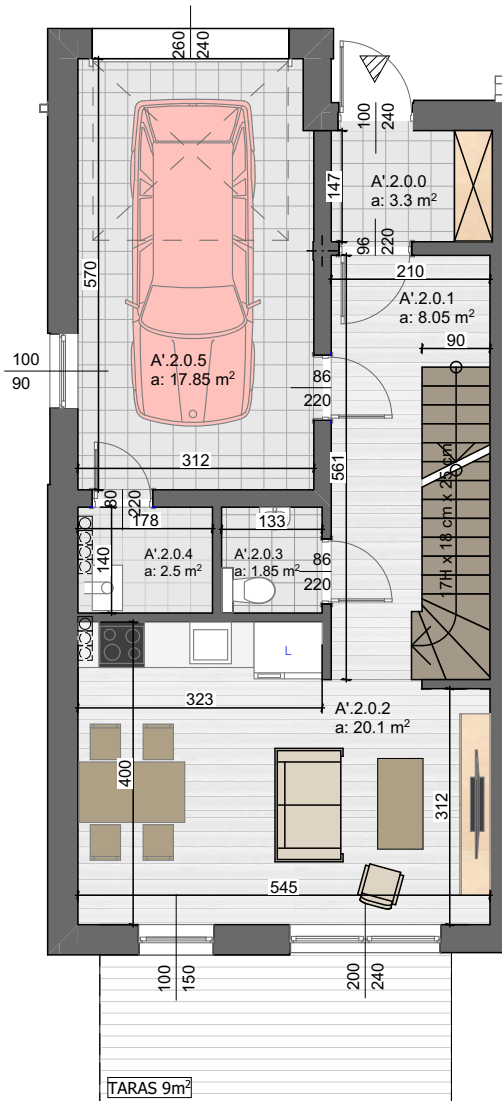 260
240
100
240
147
A'.2.0.0
a: 3.3 m²
96
220
210
570
A'.2.0.1
a: 8.05 m²
90
100
90
A'.2.0.5
a: 17.85 m²
86
220
312
561
17H x 18 cm x 25 cm
80
220
178
133
140
A'.2.0.4
a: 2.5 m²
A'.2.0.3
a: 1.85 m²
86
220
L
323
A'.2.0.2
a: 20.1 m²
400
312
545
100
150
200
240
TARAS 9m²